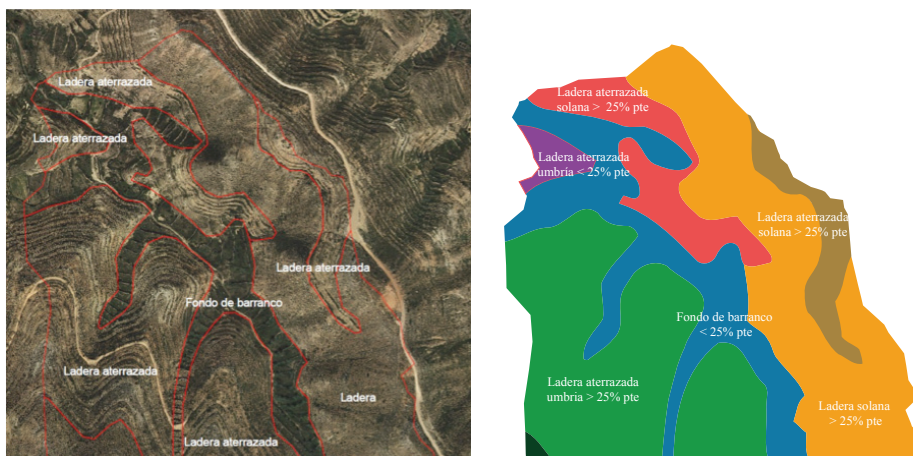 Ladera aterrazada
Ladera aterrazada
Ladera aterrazada
Fondo de barranco
Ladera aterrazada
Ladera
Ladera aterrazada
Ladera aterrazada
solana > 25% pte
Ladera aterrazada
umbría < 25% pte
Ladera aterrazada
solana > 25% pte
Fondo de barranco
< 25% pte
Ladera aterrazada
umbria > 25% pte
Ladera solana
> 25% pte